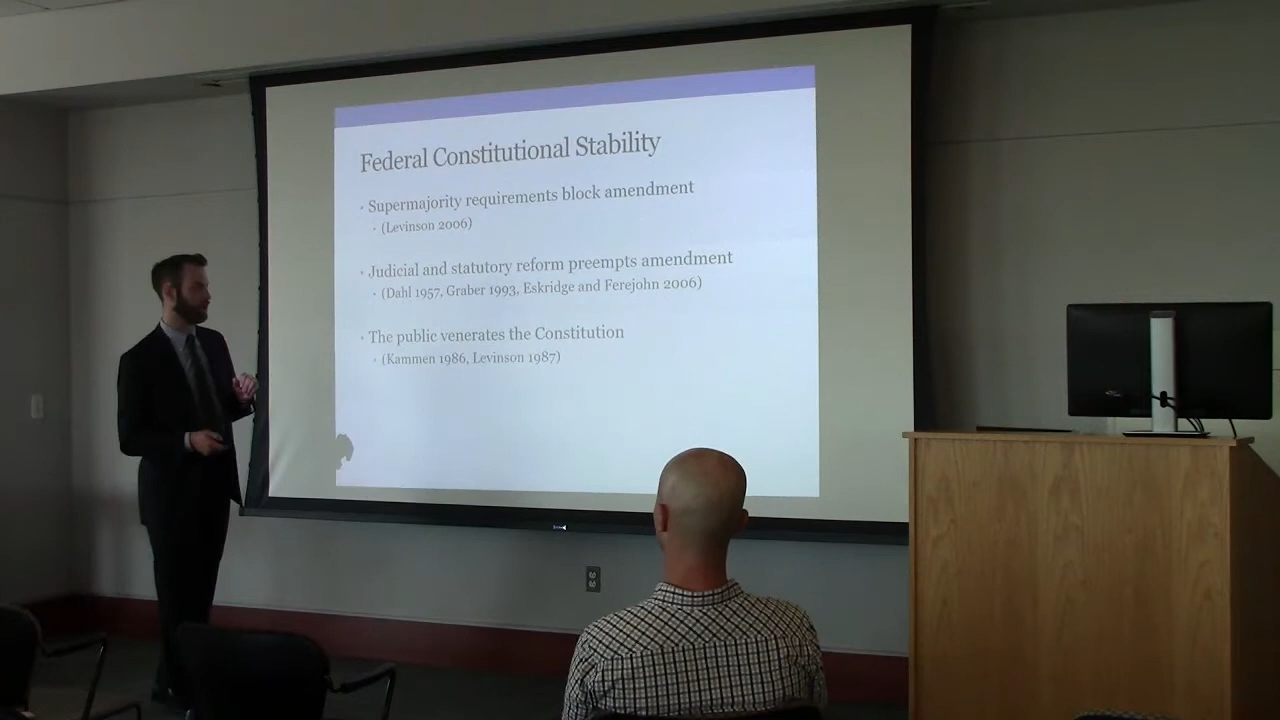 Federal Constitutional Stability
Supermajority requirements block amendment
(Levinson 2006)
Judicial and statutory reform preempts amendment
(Dahl 1957, Graber 1993, Eskridge and Ferejohn 2006)
The public venerates the Constitution
(Kammen 1986, Levinson 1987)